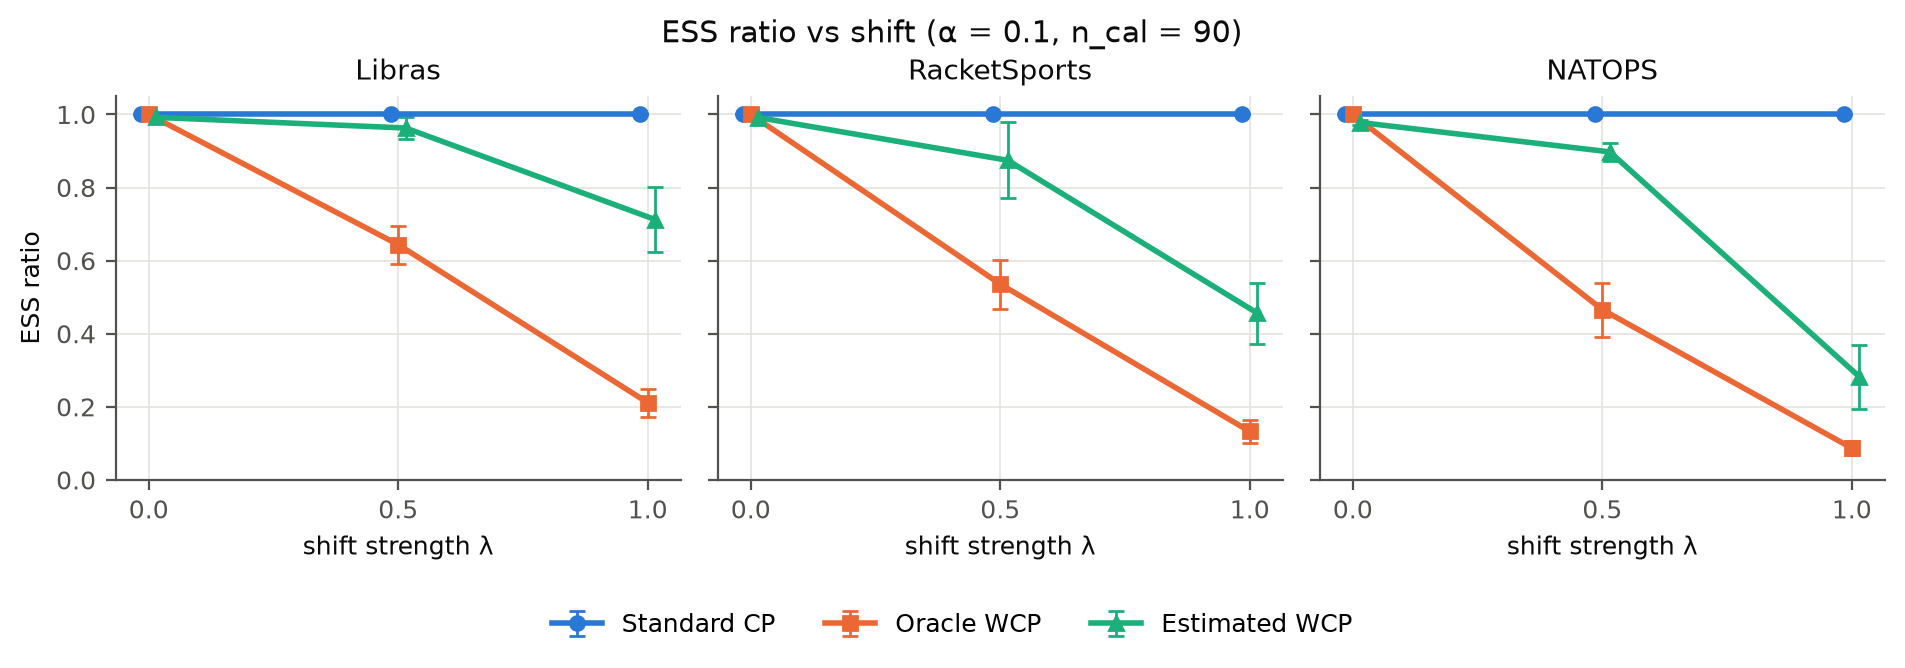 ESS ratio vs shift (α = 0.1, n_cal = 90)
Libras
RacketSports
NATOPS
ESS ratio
1.0
0.8
0.6
0.4
0.2
0.0
0.0 0.5 1.0
0.0 0.5 1.0
0.0 0.5 1.0
shift strength λ
shift strength λ
shift strength λ
Standard CP Oracle WCP Estimated WCP